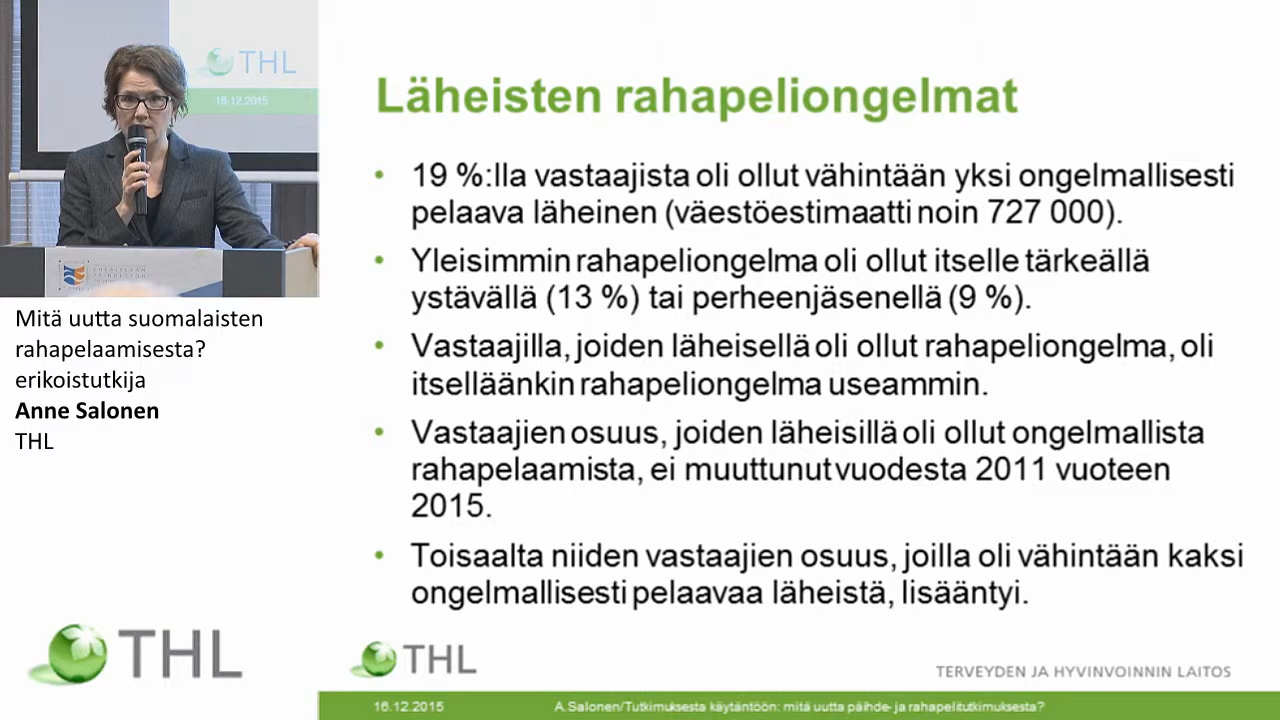 THL
16.12.2015
Mitä uutta suomalaisten
rahapelaamisesta?
erikoistutkija
Anne Salonen
THL
THL
Läheisten rahapeliongelmat
• 19 %:lla vastaajista oli ollut vähintään yksi ongelmallisesti
pelaava läheinen (väestöestimaatti noin 727 000).
• Yleisimmin rahapeliongelma oli ollut itselle tärkeällä
ystävällä (13 %) tai perheenjäsenellä (9 %).
• Vastaajilla, joiden läheisellä oli ollut rahapeliongelma, oli
itselläänkin rahapeliongelma useammin.
• Vastaajien osuus, joiden läheisillä oli ollut ongelmallista
rahapelaamista, ei muuttunut vuodesta 2011 vuoteen
2015.
• Toisaalta niiden vastaajien osuus, joilla oli vähintään kaksi
ongelmallisesti pelaavaa läheistä, lisääntyi.
THL
TERVEYDEN JA HYVINVOINNIN LAITOS
16.12.2015
A.Salonen/Tutkimuksesta käytäntöön: mitä uutta päihde- ja rahapelitutkimuksesta?